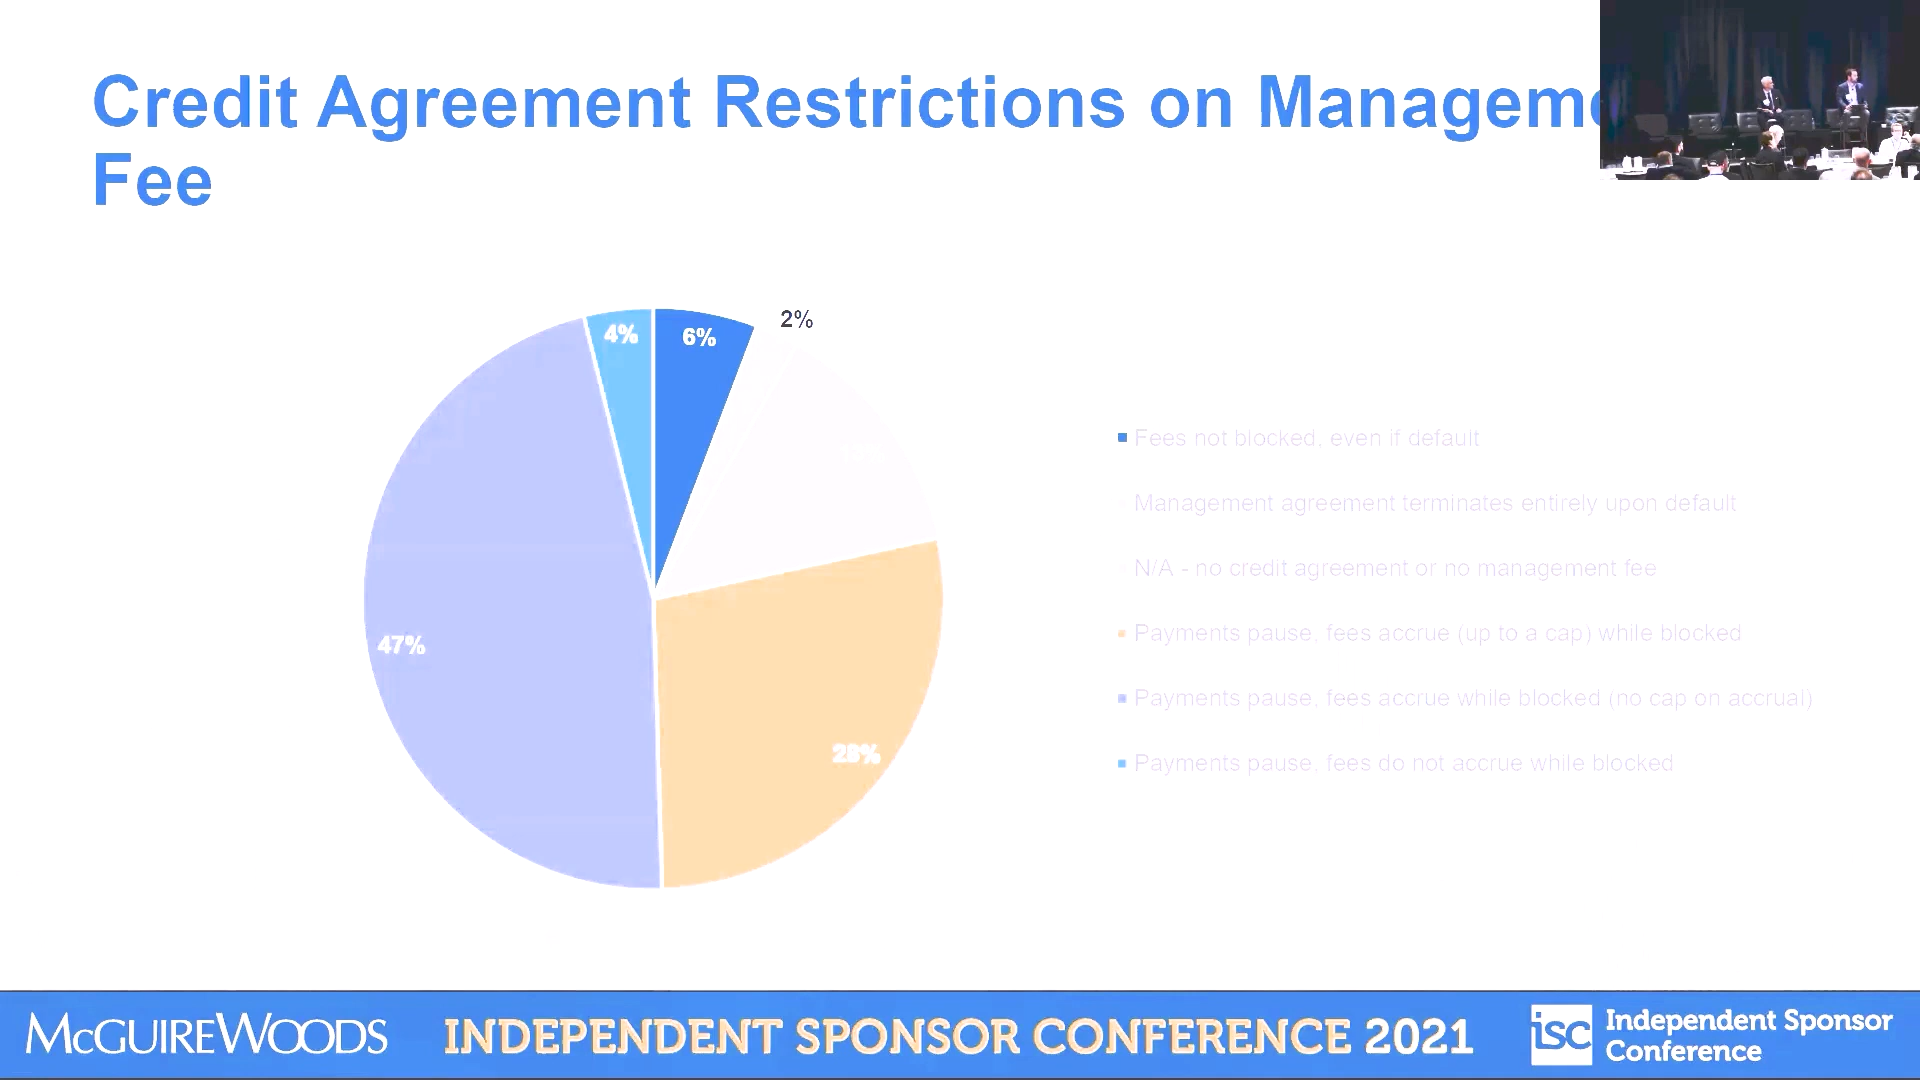 Credit Agreement Restrictions on Managem
Fee
4%
6%
2%
47%
28%
Fees not blocked, even if default
Management agreement terminates entirely upon default
N/A - no credit agreement or no management fee
Payments pause, fees accrue (up to a cap) while blocked
Payments pause, fees accrue while blocked (no cap on accrual)
Payments pause, fees do not accrue while blocked
McGUIREWOODS
INDEPENDENT SPONSOR CONFERENCE 2021
isc
Independent Sponsor
Conference